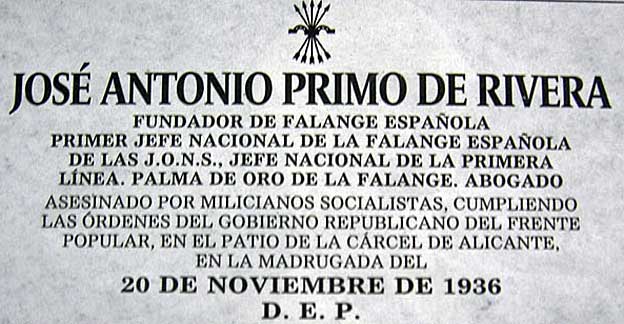 JOSÉ ANTONIO PRIMO DE RIVERA
FUNDADOR DE FALANGE ESPAÑOLA
PRIMER JEFE NACIONAL DE LA FALANGE ESPAÑOLA
DE LAS J.O.N.S., JEFE NACIONAL DE LA PRIMERA
LÍNEA. PALMA DE ORO DE LA FALANGE. ABOGADO
ASESINADO POR MILICIANOS SOCIALISTAS, CUMPLIENDO
LAS ÓRDENES DEL GOBIERNO REPUBLICANO DEL FRENTE
POPULAR, EN EL PATIO DE LA CÁRCEL DE ALICANTE,
EN LA MADRUGADA DEL
20 DE NOVIEMBRE DE 1936
D. E. P.